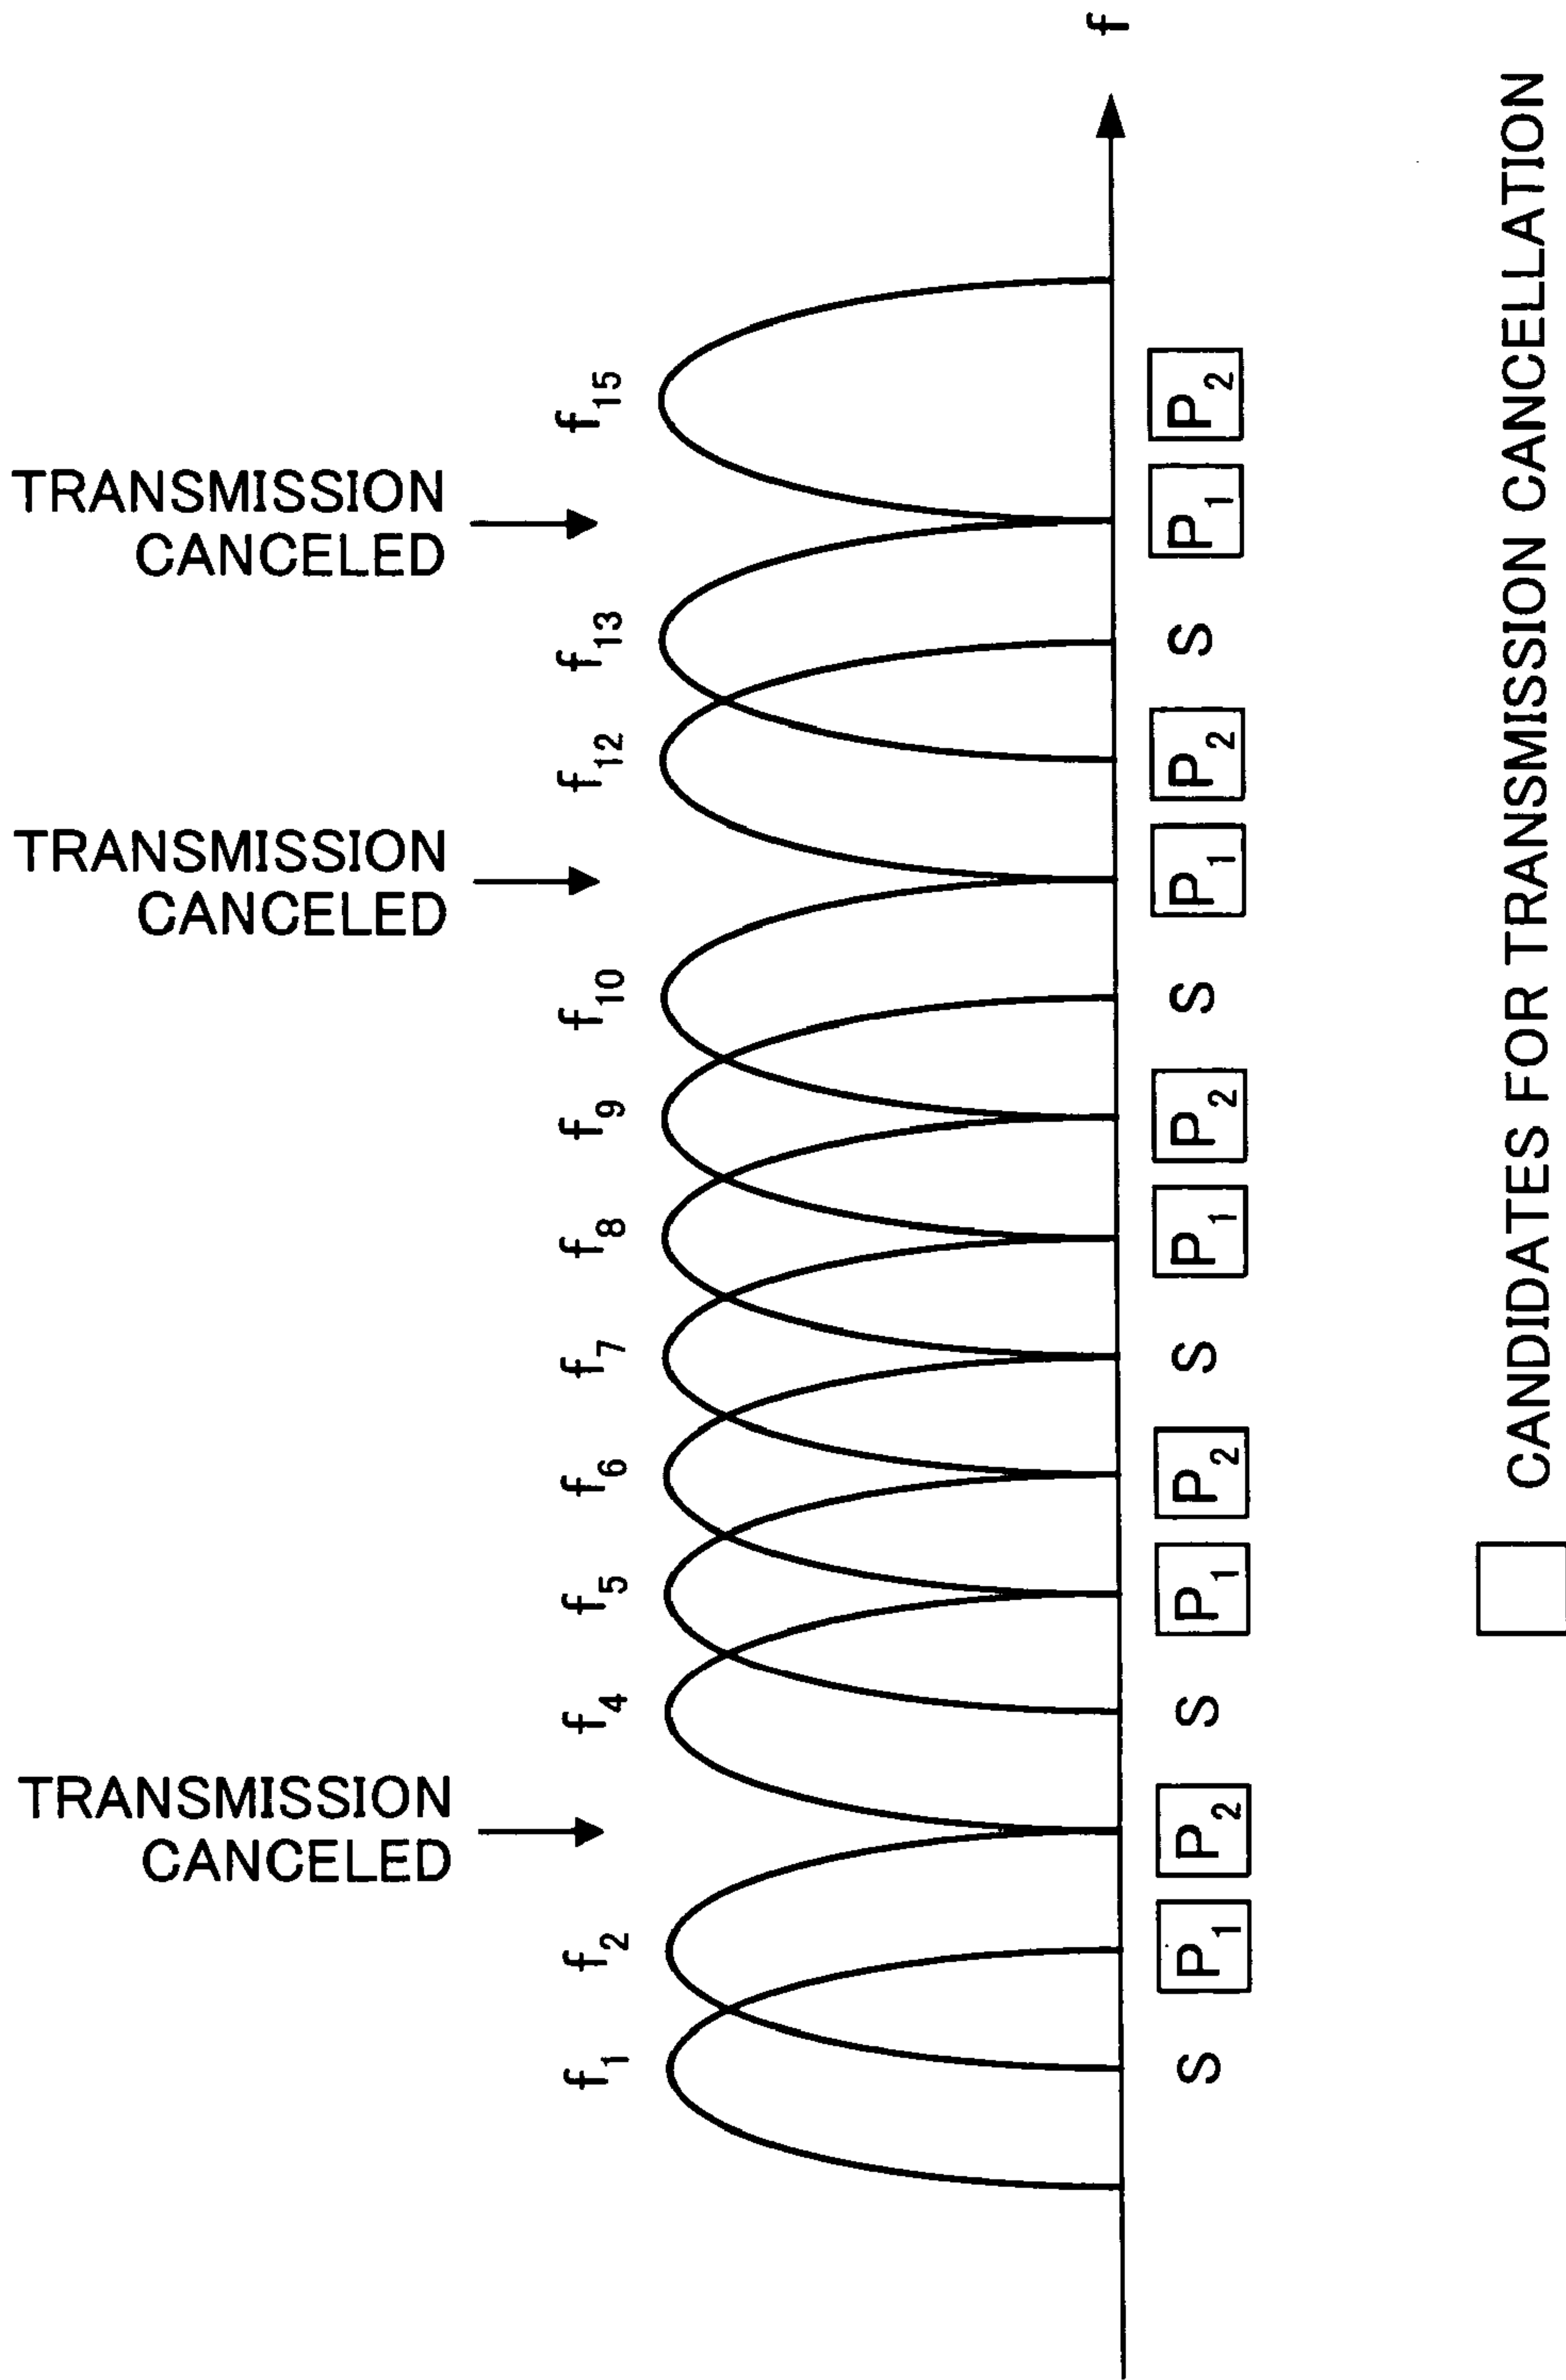 TRANSMISSION
CANCELED
TRANSMISSION
CANCELED
TRANSMISSION
CANCELED
f₁ f₂ f₄ f₅ f₆ f₇ f₈ f₉ f₁₀ f₁₂ f₁₃ f₁₅
f
S P₁ P₂ S P₁ P₂ S P₁ P₂ S P₁ P₂ S P₁ P₂
CANDIDATES FOR TRANSMISSION CANCELLATION